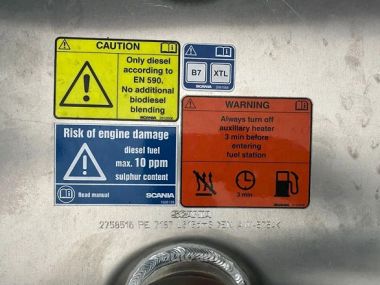 CAUTION
Only diesel
according to
EN 590.
No additional
biodiesel
blending
SCANIA
B7 XTL
SCANIA
WARNING
Always turn off
auxiliary heater
3 min before
entering
fuel station
3 min
Risk of engine damage
diesel fuel
max. 10 ppm
sulphur content
Read manual
SCANIA
SCANIA